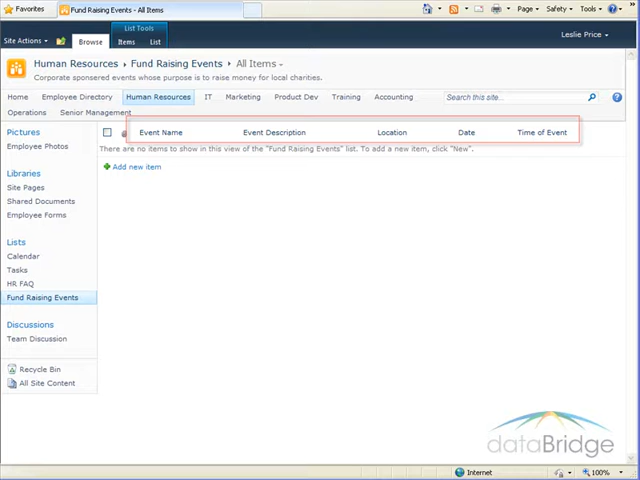 Favorites
Fund Raising Events - All Items
Page
Safety
Tools
List Tools
Site Actions
Browse
Items
List
Leslie Price
Human Resources
Fund Raising Events
All Items
Corporate sponsered events whose purpose is to raise money for local charities.
Home
Employee Directory
Human Resources
IT
Marketing
Product Dev
Training
Accounting
Search this site...
Operations
Senior Management
Pictures
Employee Photos
Libraries
Site Pages
Shared Documents
Employee Forms
Lists
Calendar
Tasks
HR FAQ
Fund Raising Events
Discussions
Team Discussion
Recycle Bin
All Site Content
Event Name
Event Description
Location
Date
Time of Event
There are no items to show in this view of the "Fund Raising Events" list. To add a new item, click "New".
Add new item
dataBridge
Internet
100%